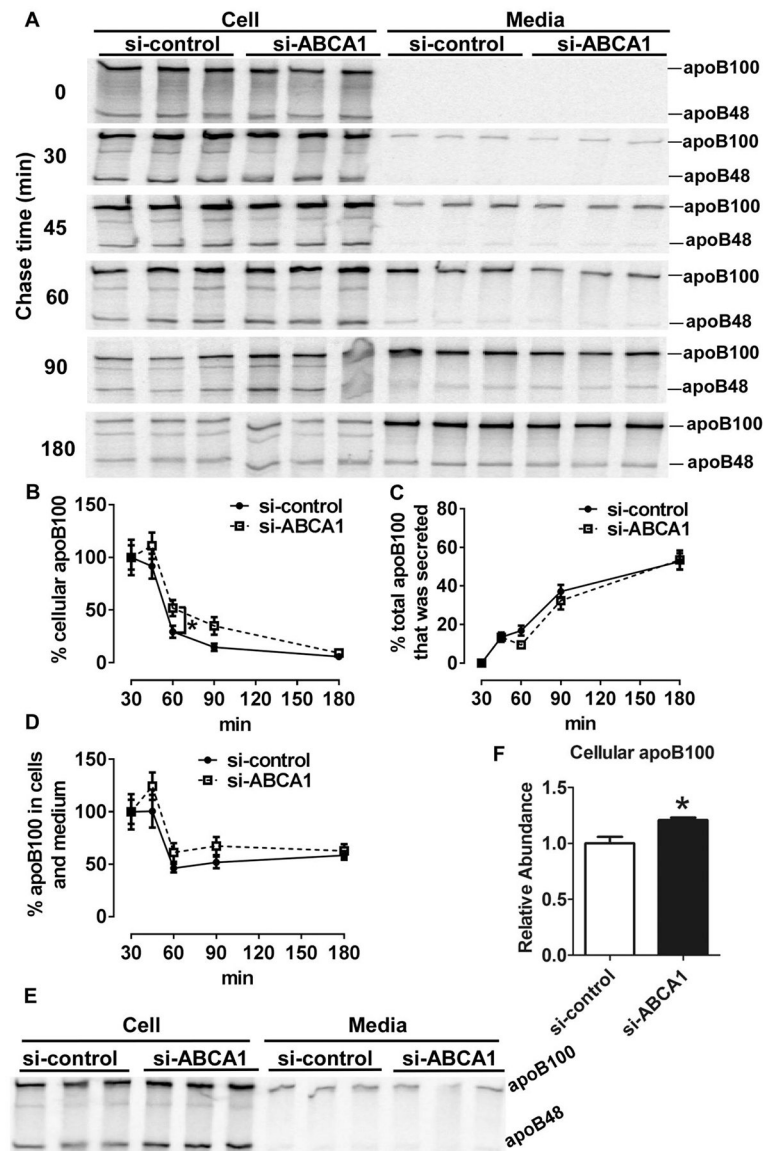 A
Cell
Media
si-control
si-ABCA1
si-control
si-ABCA1
Chase time (min)
0
apoB100
apoB48
30
apoB100
apoB48
45
apoB100
apoB48
60
apoB100
apoB48
90
apoB100
apoB48
180
apoB100
apoB48
B
% cellular apoB100
150
100
50
0
si-control
si-ABCA1
*
30 60 90 120 150 180
min
C
% total apoB100
that was secreted
80
60
40
20
0
si-control
si-ABCA1
30 60 90 120 150 180
min
D
% apoB100 in cells
and medium
150
100
50
0
si-control
si-ABCA1
30 60 90 120 150 180
min
F
Cellular apoB100
Relative Abundance
1.5
1.0
0.5
0.0
*
si-control
si-ABCA1
E
Cell
Media
si-control
si-ABCA1
si-control
si-ABCA1
apoB100
apoB48